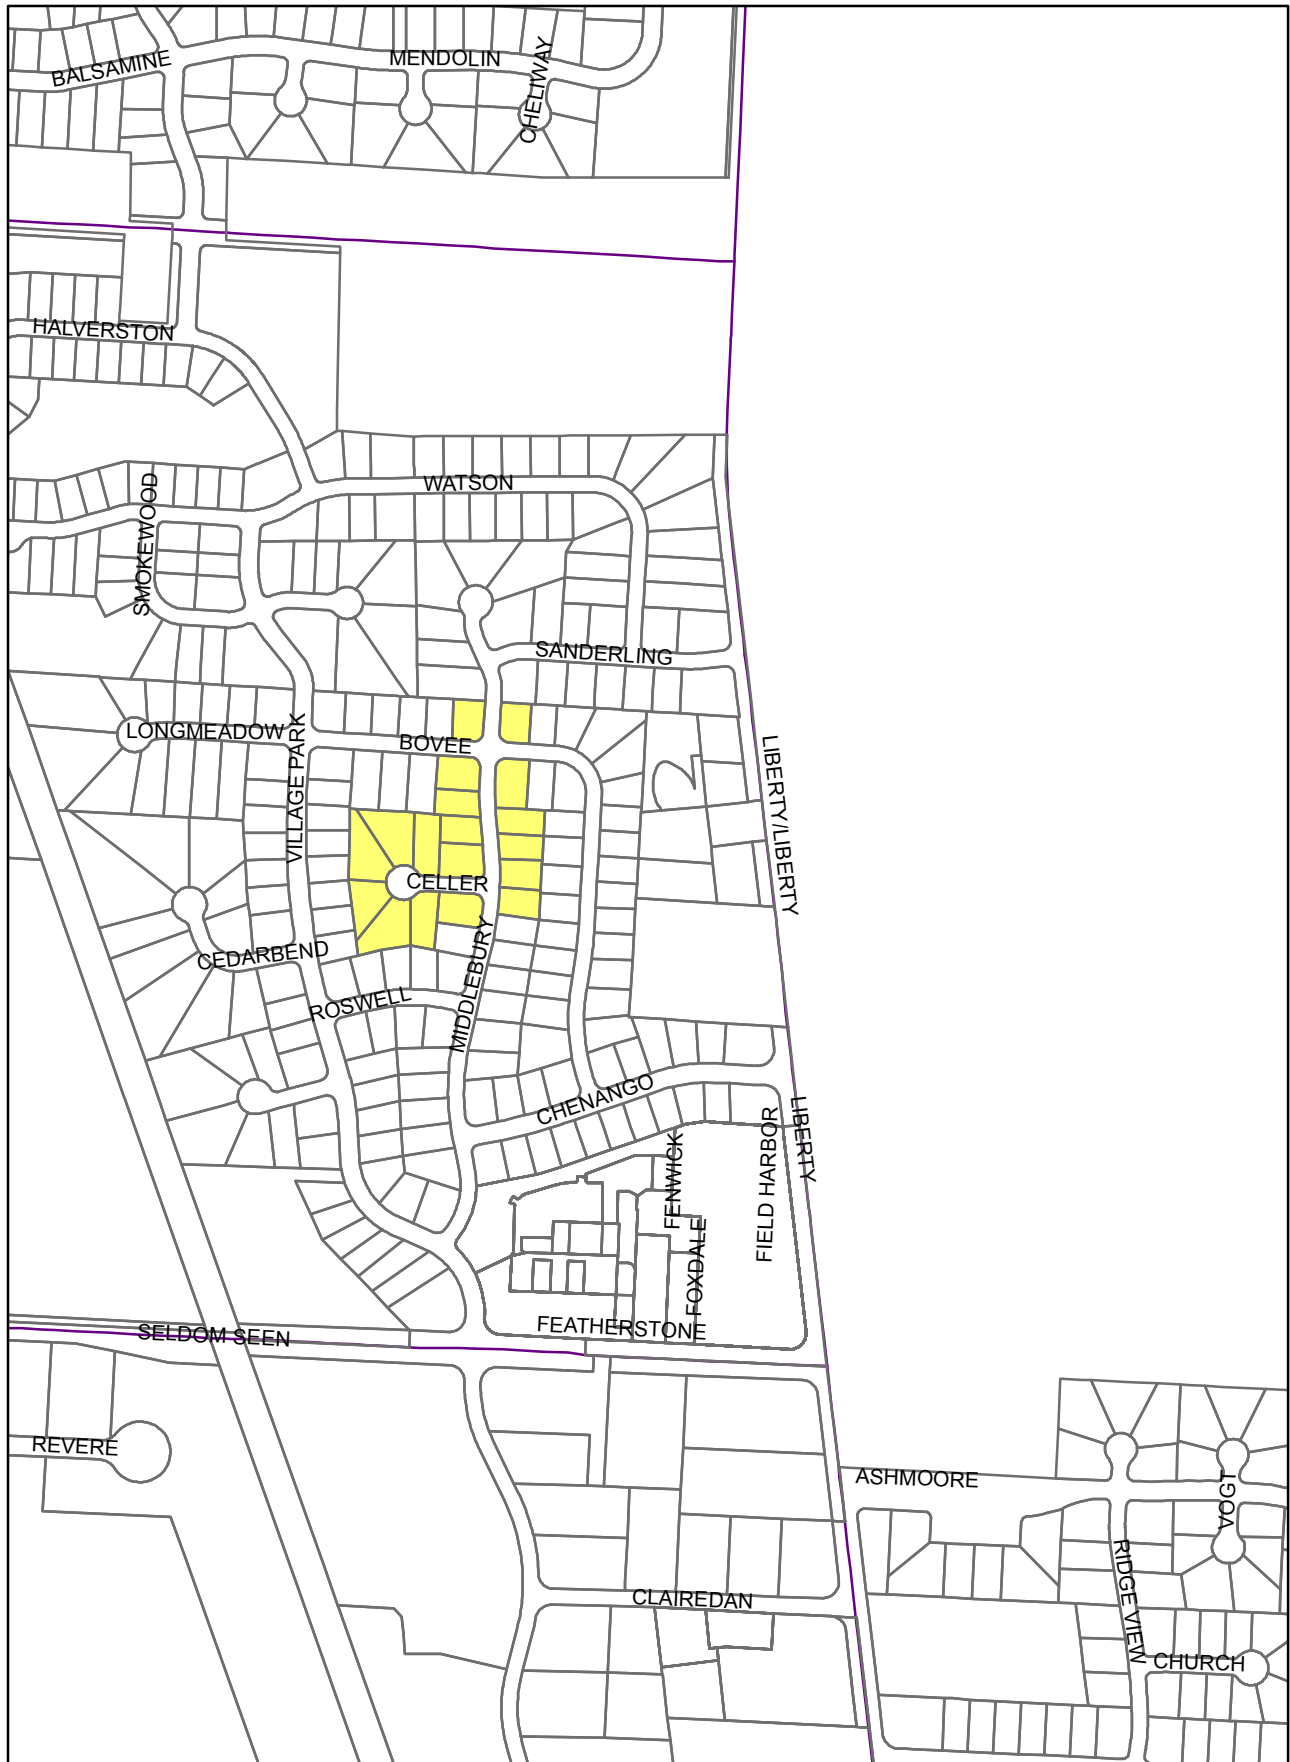 MENDOLIN
BALSAMINE
CHELIWAY
HALVERSTON
WATSON
SMOKEWOOD
SANDERLING
LONGMEADOW
VILLAGE PARK
BOVEE
LIBERTY/LIBERTY
CELLER
MIDDLEBURY
CEDARBEND
ROSWELL
CHENANGO
LIBERTY
FIELD HARBOR
FENWICK
FOXDALE
FEATHERSTONE
SELDOM SEEN
REVERE
ASHMOORE
VOGT
RIDGE VIEW
CLAIREDAN
CHURCH